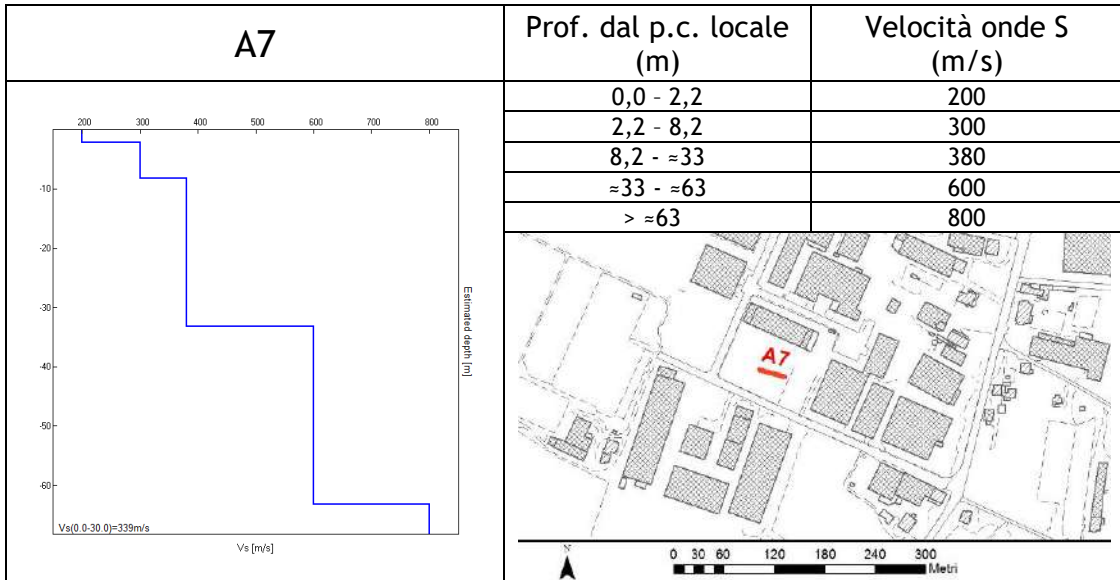 A7
Prof. dal p.c. locale
(m)
Velocità onde S
(m/s)
0,0 – 2,2 200
2,2 – 8,2 300
8,2 - ≈33 380
≈33 - ≈63 600
> ≈63 800
200 300 400 500 600 700 800
-10
-20
-30
-40
-50
-60
Estimated depth [m]
Vs(0.0-30.0)=339m/s
Vs [m/s]
A7
N
0 30 60 120 180 240 300
Metri